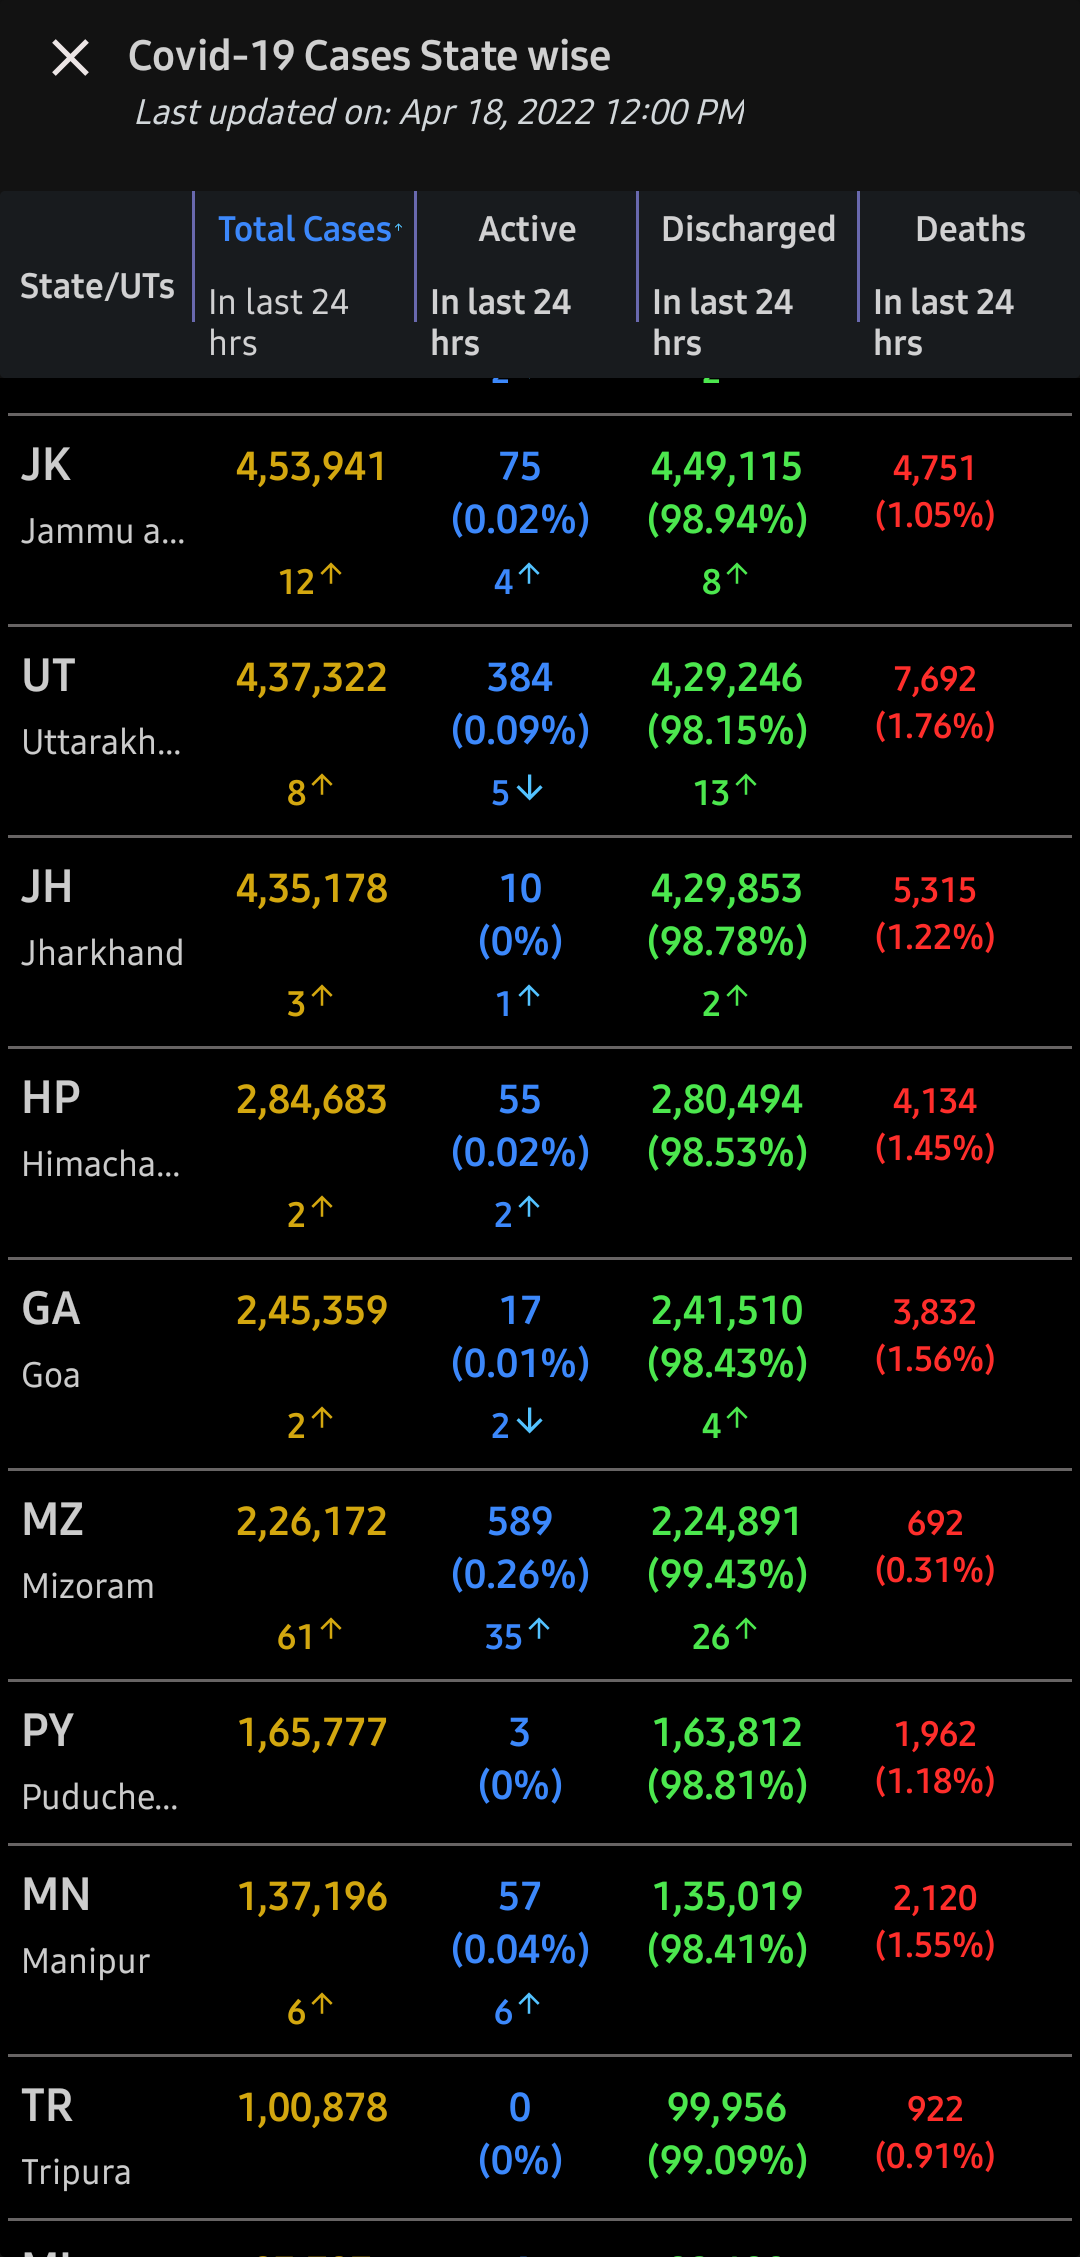 Covid-19 Cases State wise
Last updated on: Apr 18, 2022 12:00 PM
State/UTs Total Cases↑ Active Discharged Deaths
In last 24 hrs In last 24 hrs In last 24 hrs In last 24 hrs
JK 4,53,941 75 4,49,115 4,751
Jammu a... (0.02%) (98.94%) (1.05%)
12↑ 4↑ 8↑
UT 4,37,322 384 4,29,246 7,692
Uttarakh... (0.09%) (98.15%) (1.76%)
8↑ 5↓ 13↑
JH 4,35,178 10 4,29,853 5,315
Jharkhand (0%) (98.78%) (1.22%)
3↑ 1↑ 2↑
HP 2,84,683 55 2,80,494 4,134
Himacha... (0.02%) (98.53%) (1.45%)
2↑ 2↑
GA 2,45,359 17 2,41,510 3,832
Goa (0.01%) (98.43%) (1.56%)
2↑ 2↓ 4↑
MZ 2,26,172 589 2,24,891 692
Mizoram (0.26%) (99.43%) (0.31%)
61↑ 35↑ 26↑
PY 1,65,777 3 1,63,812 1,962
Puduche... (0%) (98.81%) (1.18%)
MN 1,37,196 57 1,35,019 2,120
Manipur (0.04%) (98.41%) (1.55%)
6↑ 6↑
TR 1,00,878 0 99,956 922
Tripura (0%) (99.09%) (0.91%)